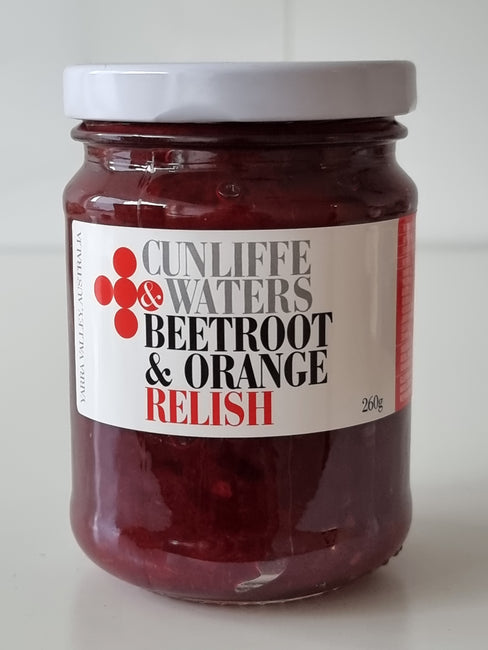 CUNLIFFE
& WATERS
BEETROOT
& ORANGE
RELISH
260g
YARRA VALLEY, AUSTRALIA